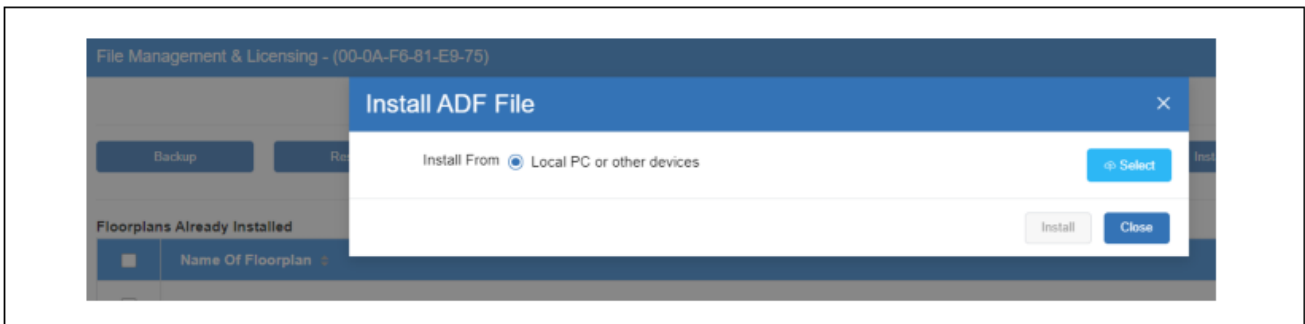 File Management & Licensing - (00-0A-F6-81-E9-75)
Install ADF File
Backup
Install From Local PC or other devices
Select
Floorplans Already Installed
Install
Close
Name Of Floorplan